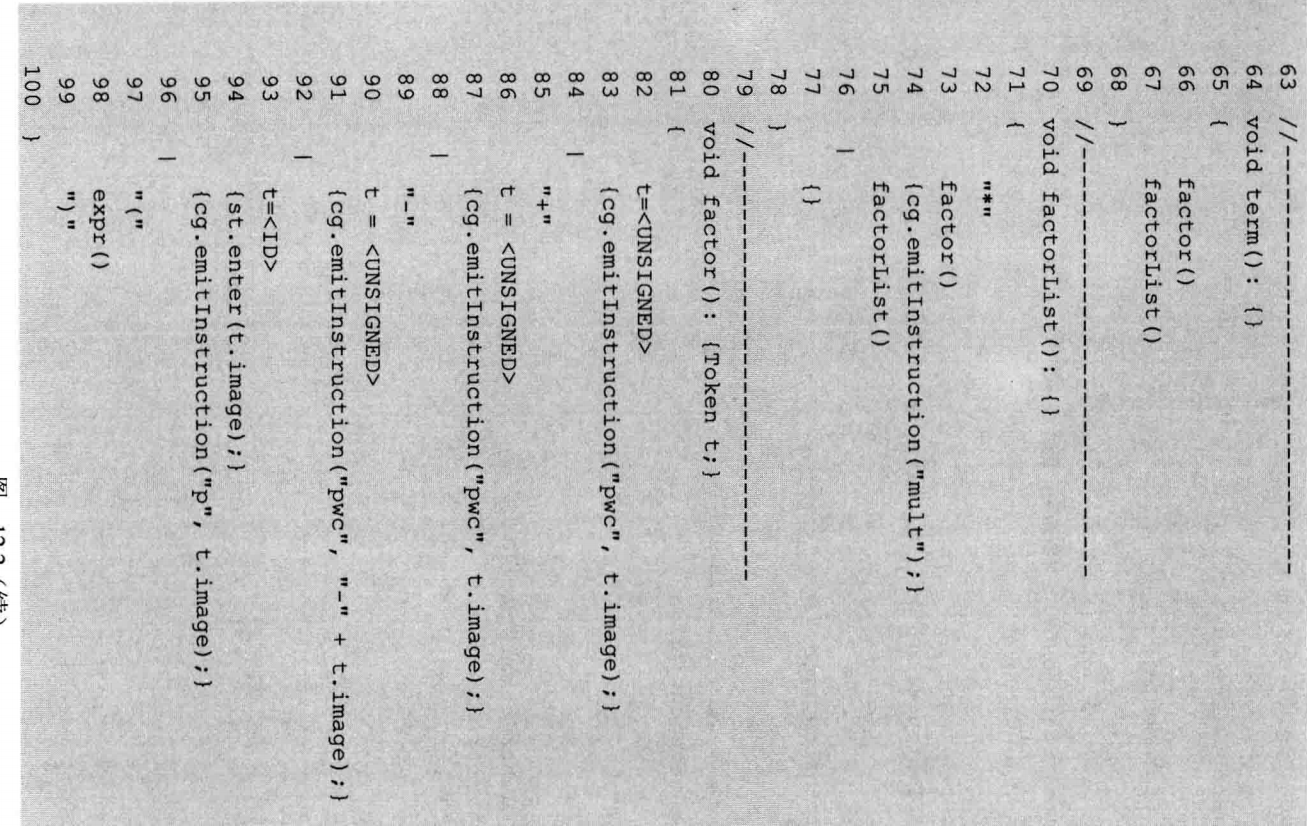 63 //-----------------------------------------
64 void term(): {}
65 {
66 factor()
67 factorList()
68 }
69 //-----------------------------------------
70 void factorList(): {}
71 {
72 "*"
73 factor()
74 {cg.emitInstruction("mult");}
75 factorList()
76 |
77 {}
78 }
79 //-----------------------------------------
80 void factor(): {Token t;}
81 {
82 t=<UNSIGNED>
83 {cg.emitInstruction("pwc", t.image);}
84 |
85 "+"
86 t = <UNSIGNED>
87 {cg.emitInstruction("pwc", t.image);}
88 |
89 "-"
90 t = <UNSIGNED>
91 {cg.emitInstruction("pwc", "-" + t.image);}
92 |
93 t=<ID>
94 {st.enter(t.image);}
95 {cg.emitInstruction("p", t.image);}
96 |
97 "("
98 expr()
99 ")"
100 }